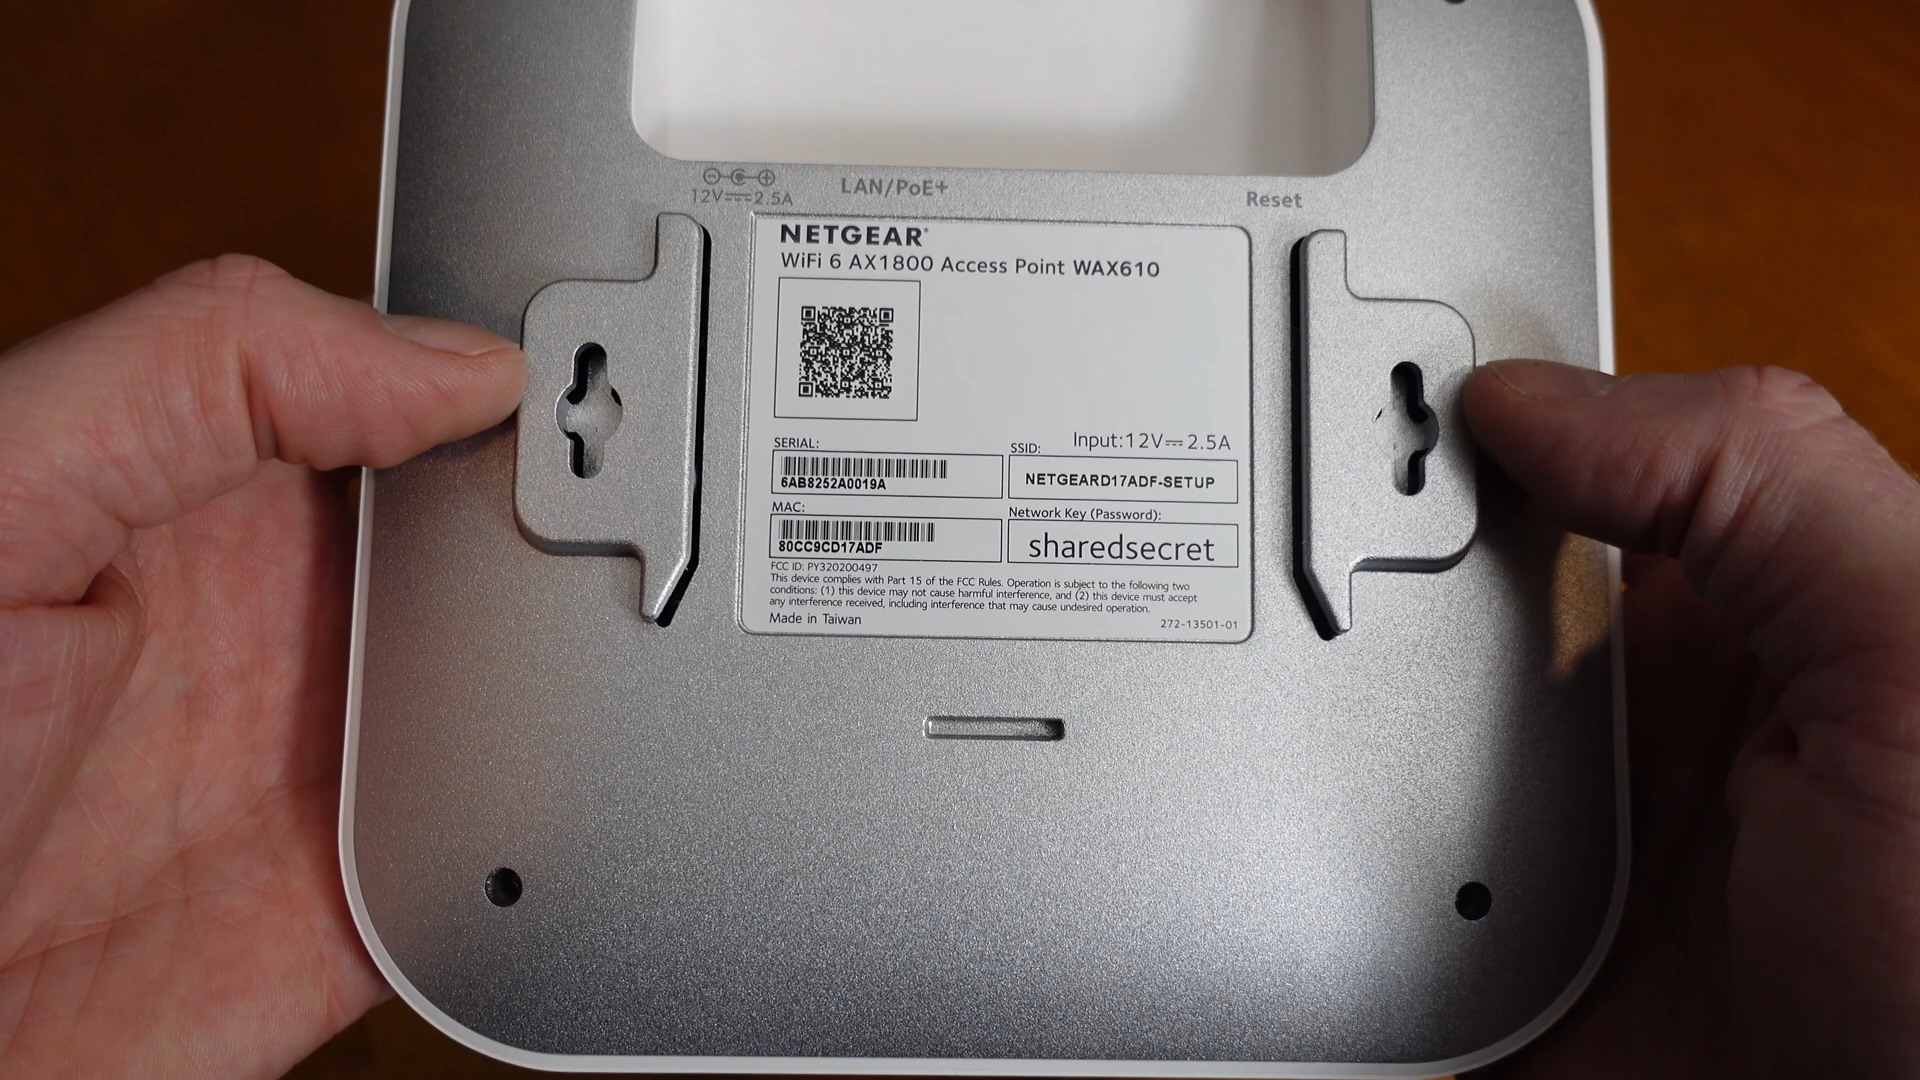 12V⎓2.5A
LAN/PoE+
Reset
NETGEAR®
WiFi 6 AX1800 Access Point WAX610
Input:12V⎓2.5A
SERIAL:
6AB8252A0019A
SSID:
NETGEARD17ADF-SETUP
MAC:
80CC9CD17ADF
Network Key (Password):
sharedsecret
FCC ID: PY320200497
This device complies with Part 15 of the FCC Rules. Operation is subject to the following two
conditions: (1) this device may not cause harmful interference, and (2) this device must accept
any interference received, including interference that may cause undesired operation.
Made in Taiwan
272-13501-01